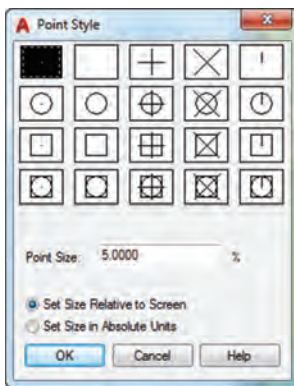 A Point Style
Point Size: 5.0000 %
Set Size Relative to Screen
Set Size in Absolute Units
OK Cancel Help